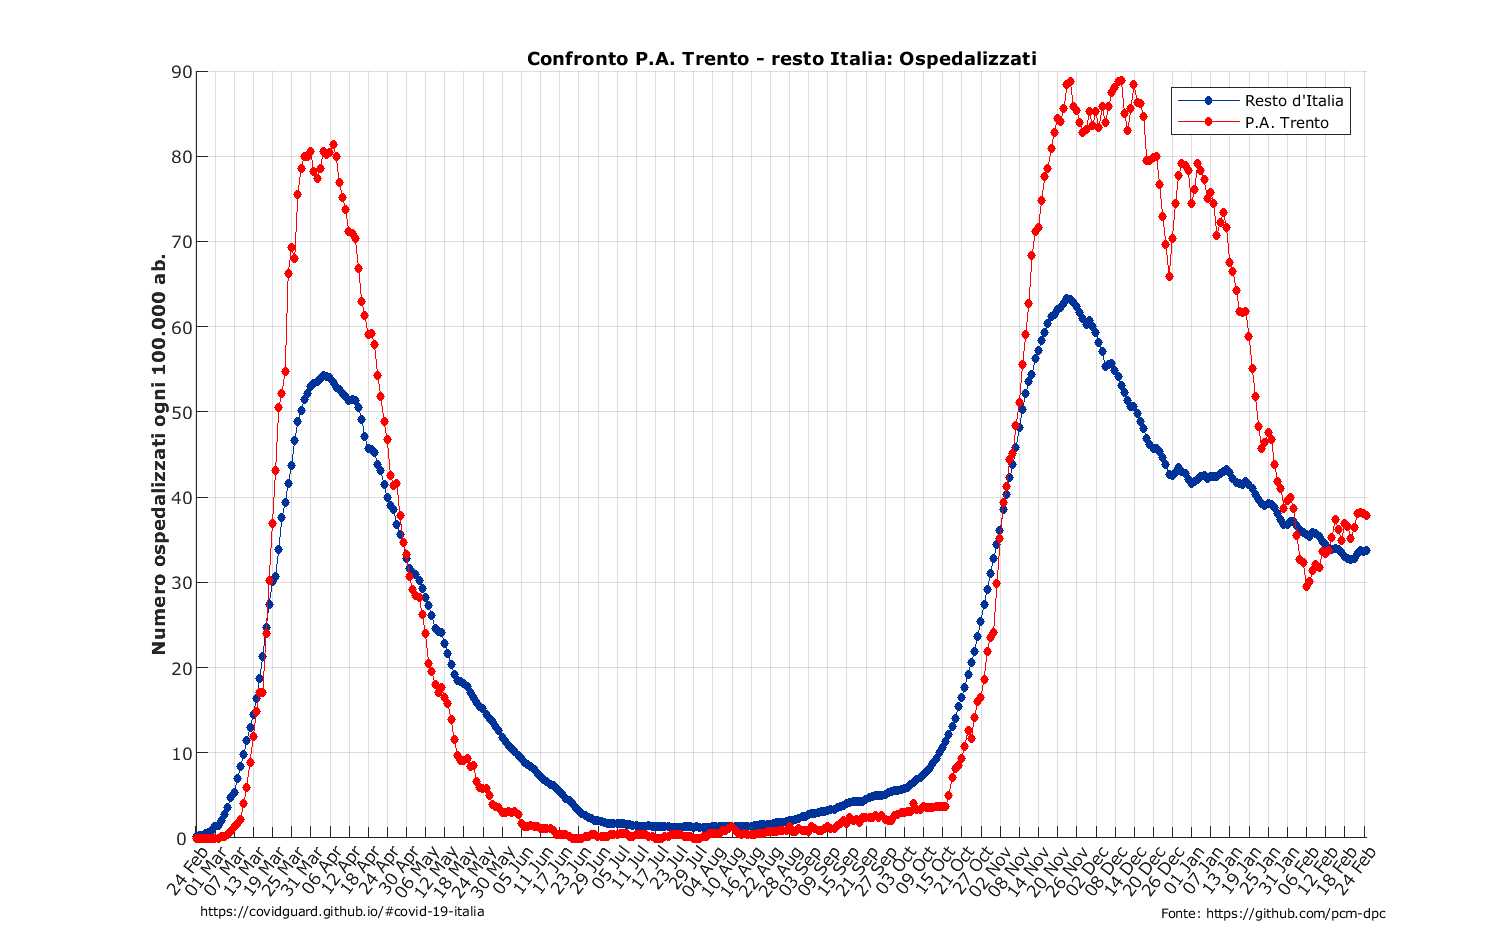 Confronto P.A. Trento - resto Italia: Ospedalizzati
Resto d'Italia
P.A. Trento
Numero ospedalizzati ogni 100.000 ab.
90
80
70
60
50
40
30
20
10
0
24 Feb
01 Mar
07 Mar
13 Mar
19 Mar
25 Mar
31 Mar
06 Apr
12 Apr
18 Apr
24 Apr
30 Apr
06 May
12 May
18 May
24 May
30 May
05 Jun
11 Jun
17 Jun
23 Jun
29 Jun
05 Jul
11 Jul
17 Jul
23 Jul
29 Jul
04 Aug
10 Aug
16 Aug
22 Aug
28 Aug
03 Sep
09 Sep
15 Sep
21 Sep
27 Sep
03 Oct
09 Oct
15 Oct
21 Oct
27 Oct
02 Nov
08 Nov
14 Nov
20 Nov
26 Nov
02 Dec
08 Dec
14 Dec
20 Dec
26 Dec
01 Jan
07 Jan
13 Jan
19 Jan
25 Jan
31 Jan
06 Feb
12 Feb
18 Feb
24 Feb
https://covidguard.github.io/#covid-19-italia
Fonte: https://github.com/pcm-dpc